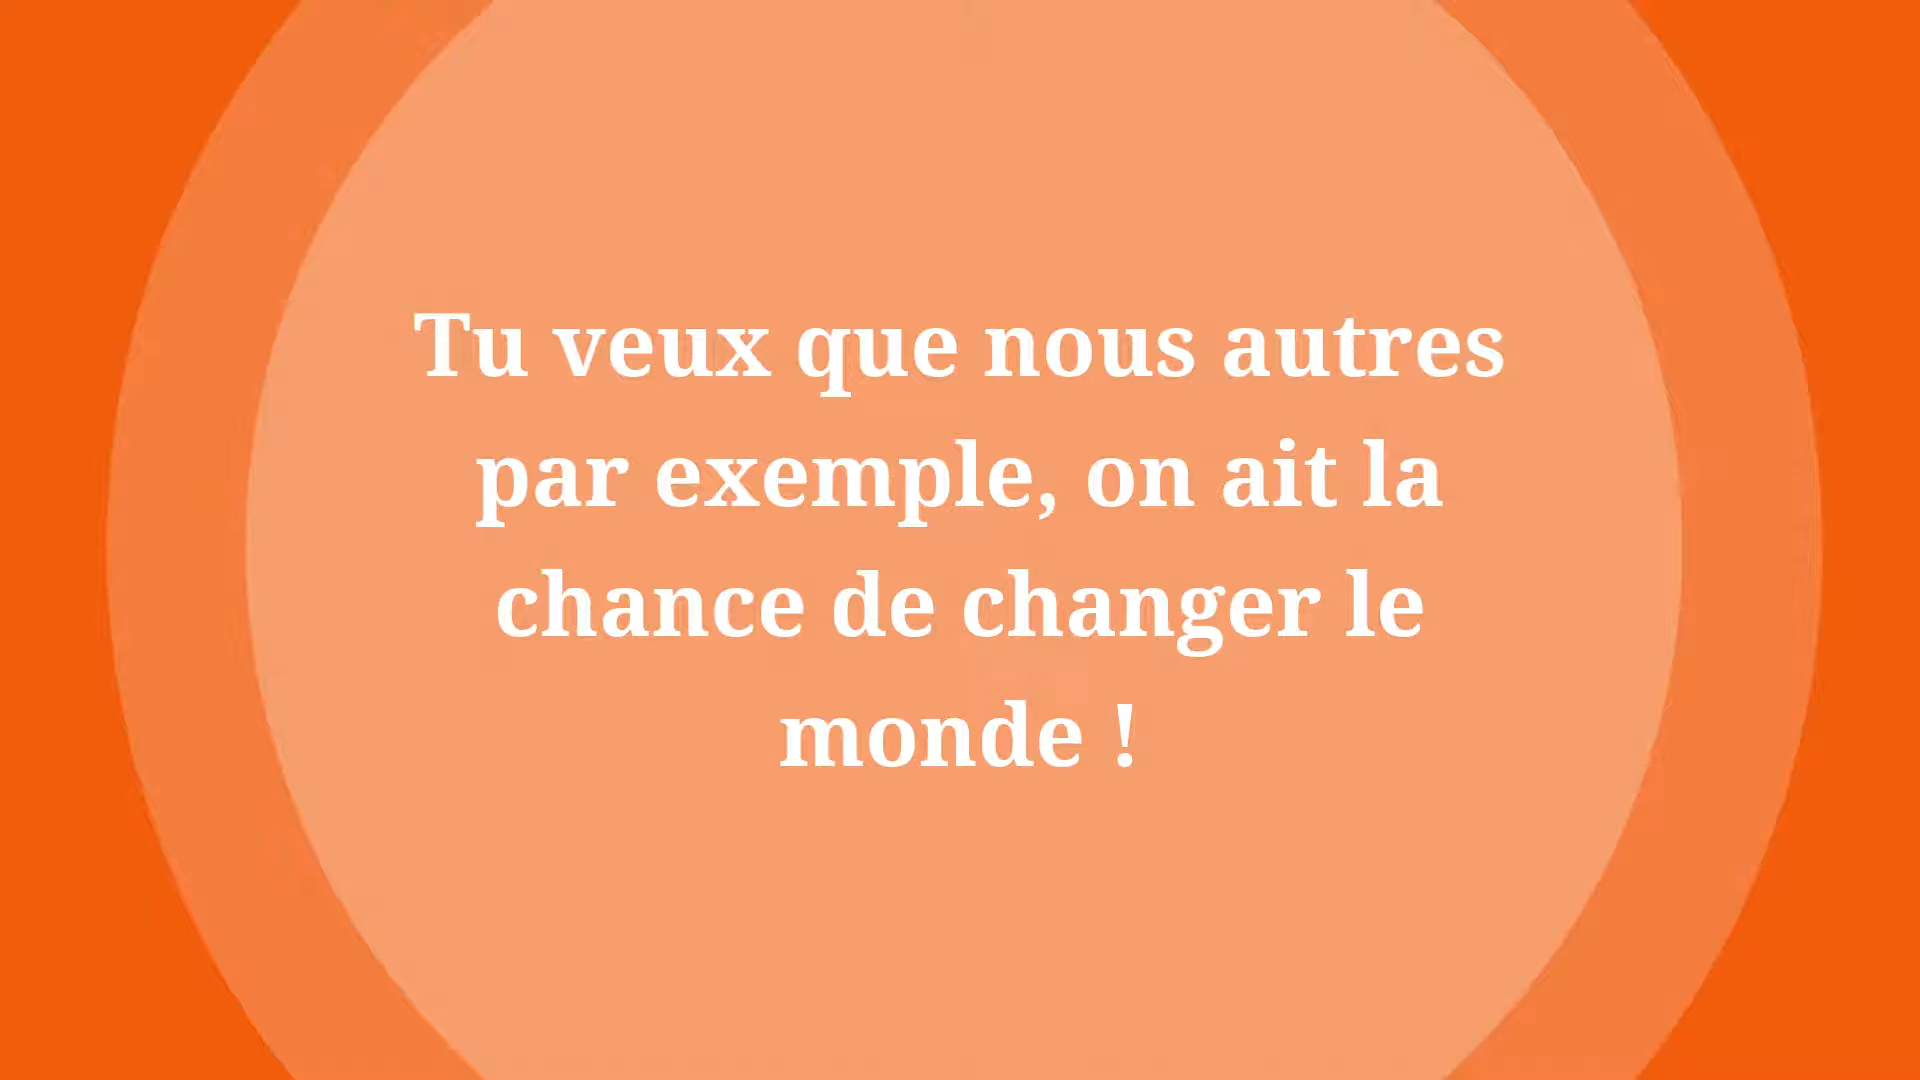 Tu veux que nous autres
par exemple, on ait la
chance de changer le
monde !